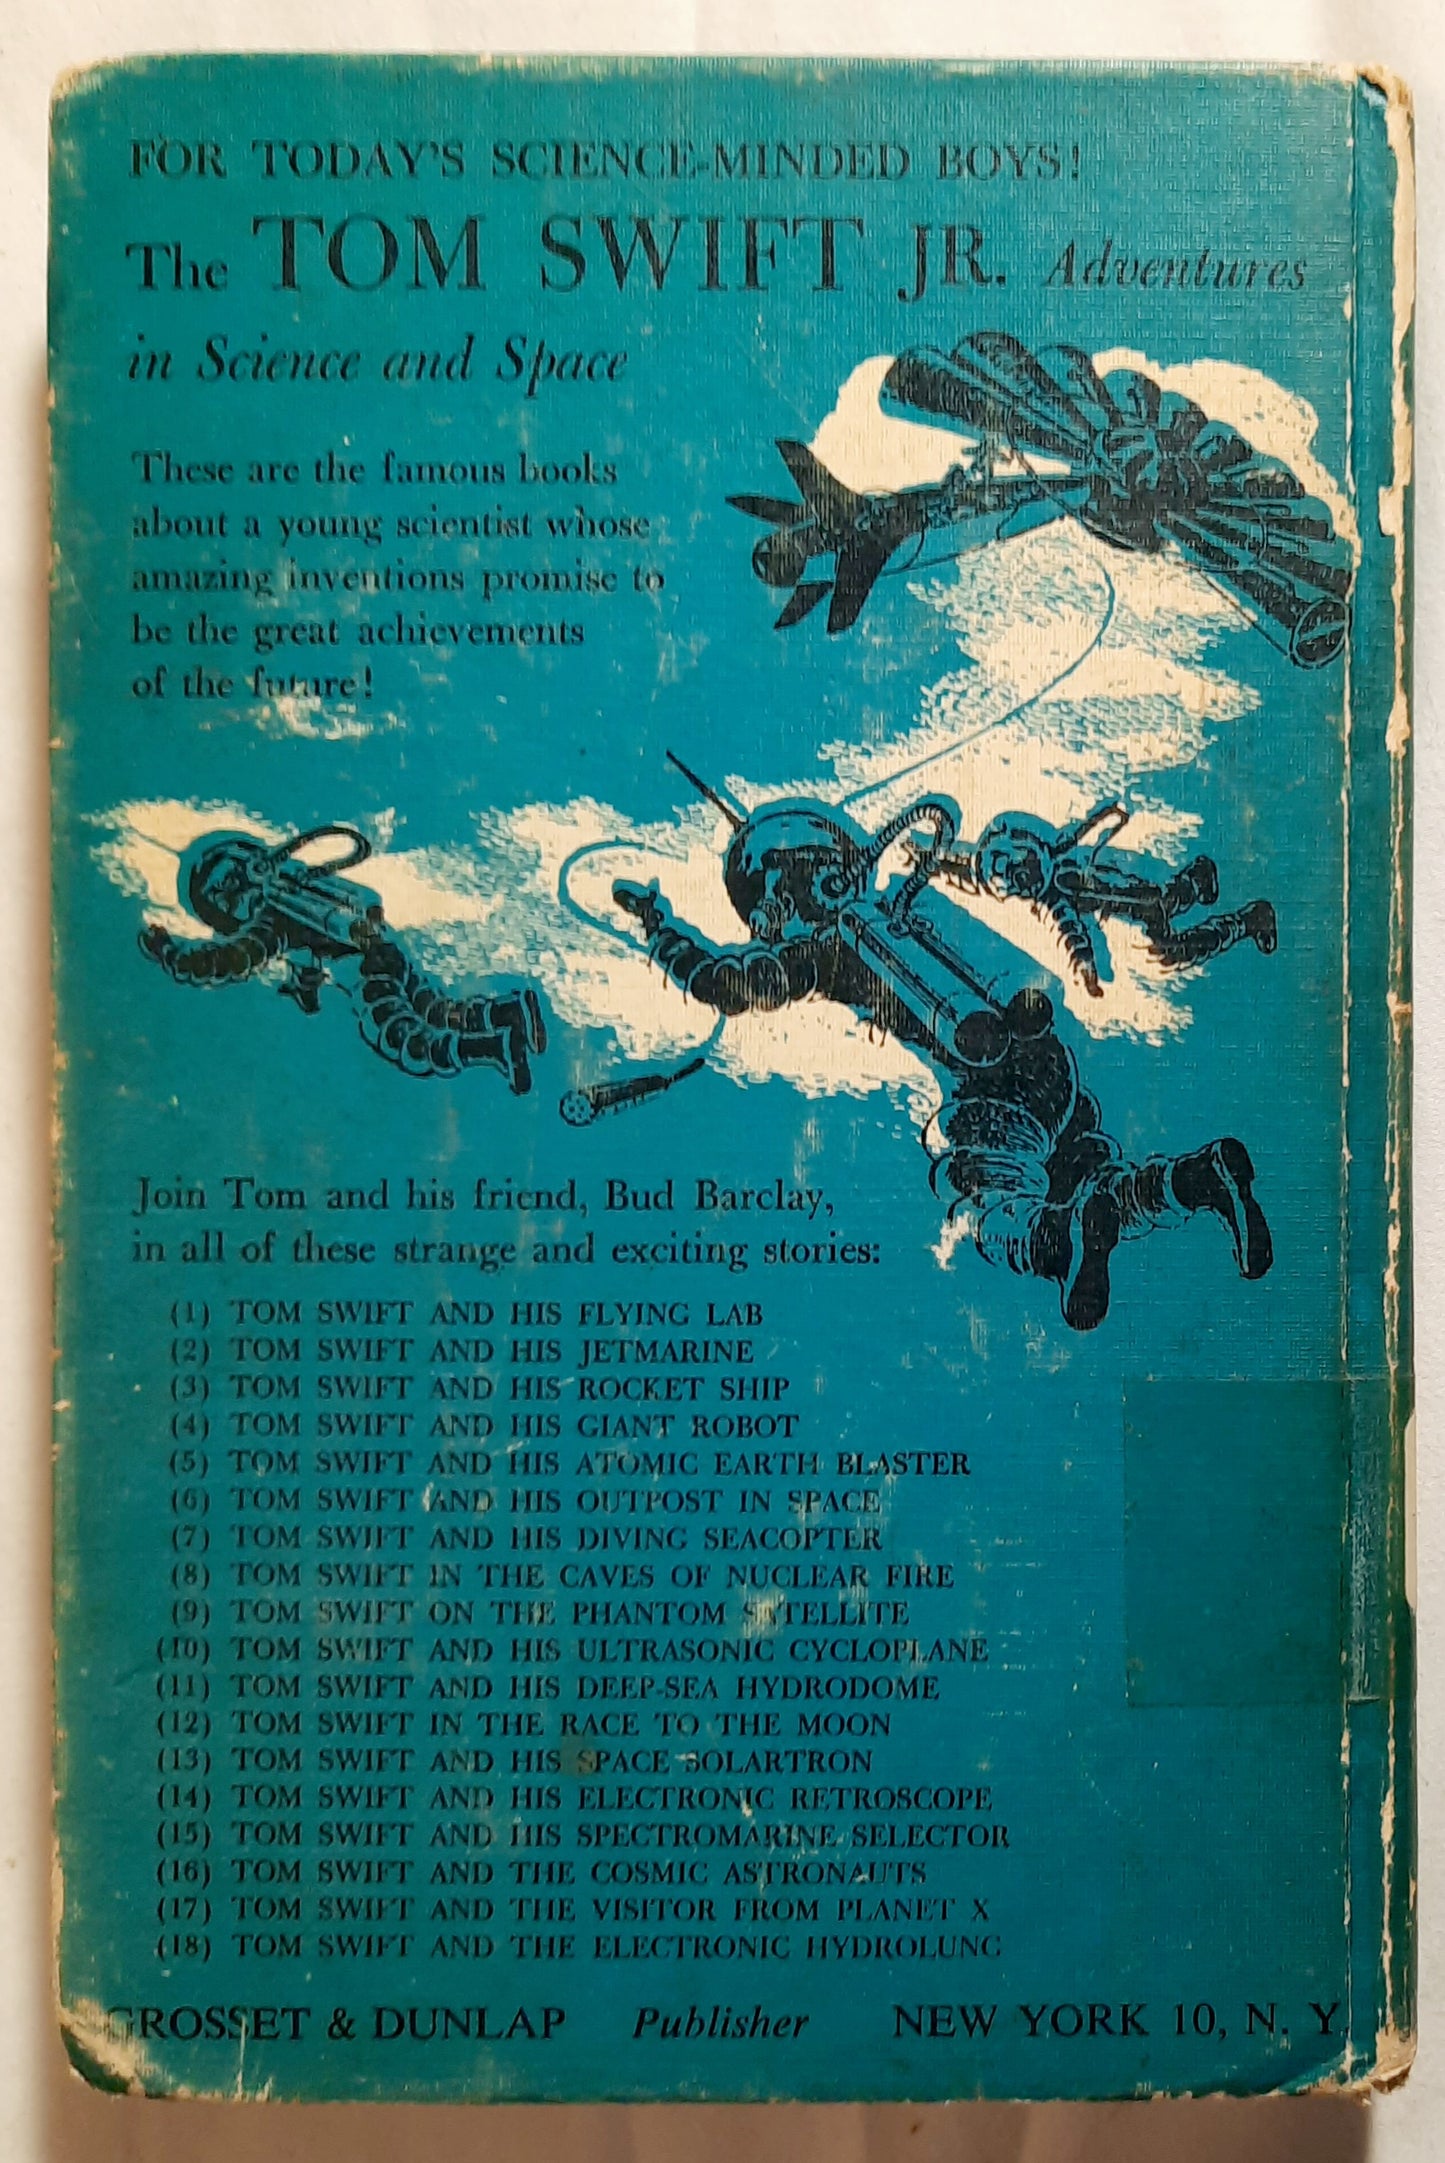 FOR TODAY'S SCIENCE-MINDED BOYS!
The TOM SWIFT JR. Adventures
in Science and Space
These are the famous books
about a young scientist whose
amazing inventions promise to
be the great achievements
of the future!
Join Tom and his friend, Bud Barclay,
in all of these strange and exciting stories:
(1) TOM SWIFT AND HIS FLYING LAB
(2) TOM SWIFT AND HIS JETMARINE
(3) TOM SWIFT AND HIS ROCKET SHIP
(4) TOM SWIFT AND HIS GIANT ROBOT
(5) TOM SWIFT AND HIS ATOMIC EARTH BLASTER
(6) TOM SWIFT AND HIS OUTPOST IN SPACE
(7) TOM SWIFT AND HIS DIVING SEACOPTER
(8) TOM SWIFT IN THE CAVES OF NUCLEAR FIRE
(9) TOM SWIFT ON THE PHANTOM SATELLITE
(10) TOM SWIFT AND HIS ULTRASONIC CYCLOPLANE
(11) TOM SWIFT AND HIS DEEP-SEA HYDRODOME
(12) TOM SWIFT IN THE RACE TO THE MOON
(13) TOM SWIFT AND HIS SPACE SOLARTRON
(14) TOM SWIFT AND HIS ELECTRONIC RETROSCOPE
(15) TOM SWIFT AND HIS SPECTROMARINE SELECTOR
(16) TOM SWIFT AND THE COSMIC ASTRONAUTS
(17) TOM SWIFT AND THE VISITOR FROM PLANET X
(18) TOM SWIFT AND THE ELECTRONIC HYDROLUNG
GROSSET & DUNLAP Publisher NEW YORK 10, N. Y.